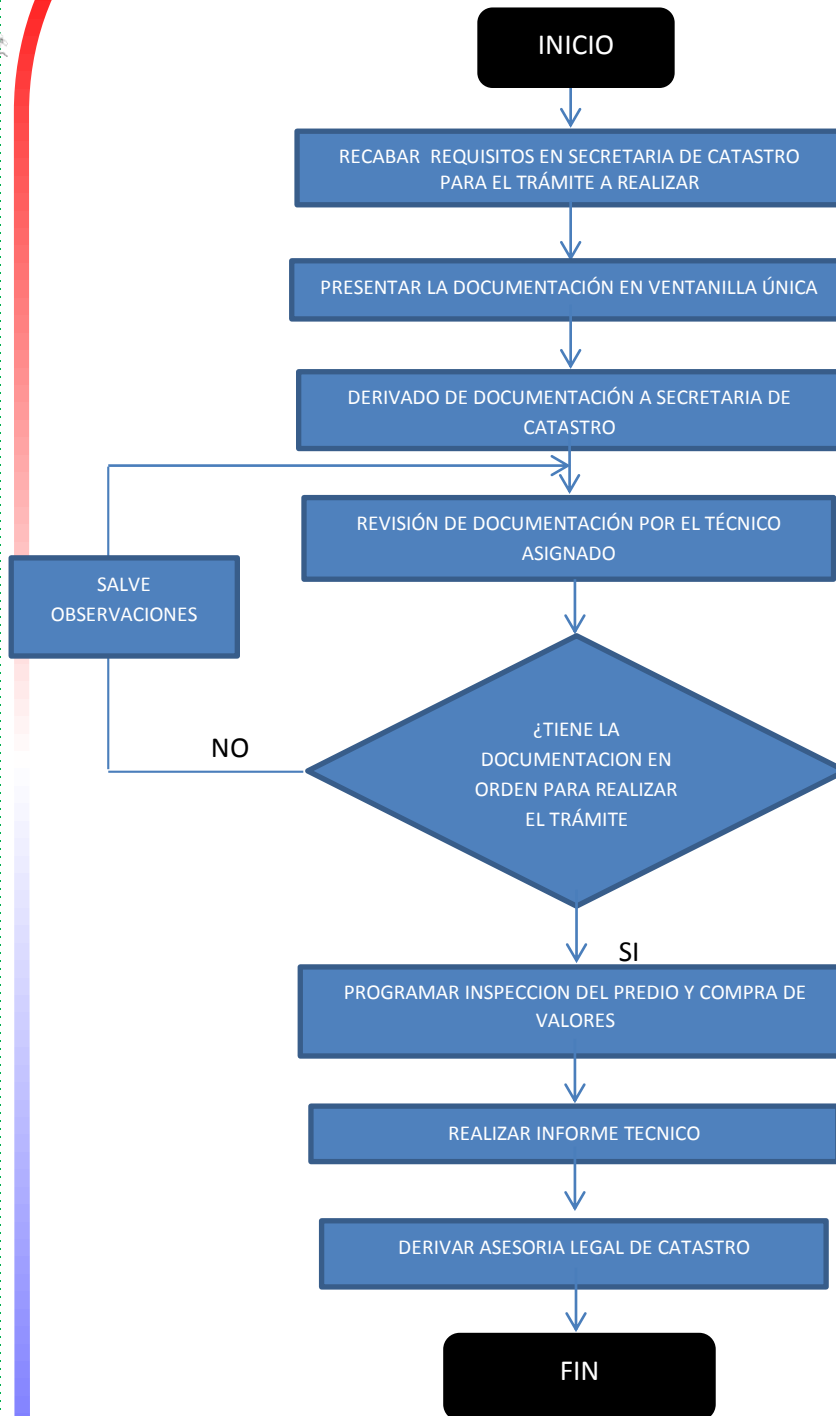 INICIO
RECABAR  REQUISITOS EN SECRETARIA DE CATASTRO
PARA EL TRÁMITE A REALIZAR
PRESENTAR LA DOCUMENTACIÓN EN VENTANILLA ÚNICA
DERIVADO DE DOCUMENTACIÓN A SECRETARIA DE
CATASTRO
REVISIÓN DE DOCUMENTACIÓN POR EL TÉCNICO
ASIGNADO
SALVE
OBSERVACIONES
NO
¿TIENE LA
DOCUMENTACION EN
ORDEN PARA REALIZAR
EL TRÁMITE
SI
PROGRAMAR INSPECCION DEL PREDIO Y COMPRA DE
VALORES
REALIZAR INFORME TECNICO
DERIVAR ASESORIA LEGAL DE CATASTRO
FIN